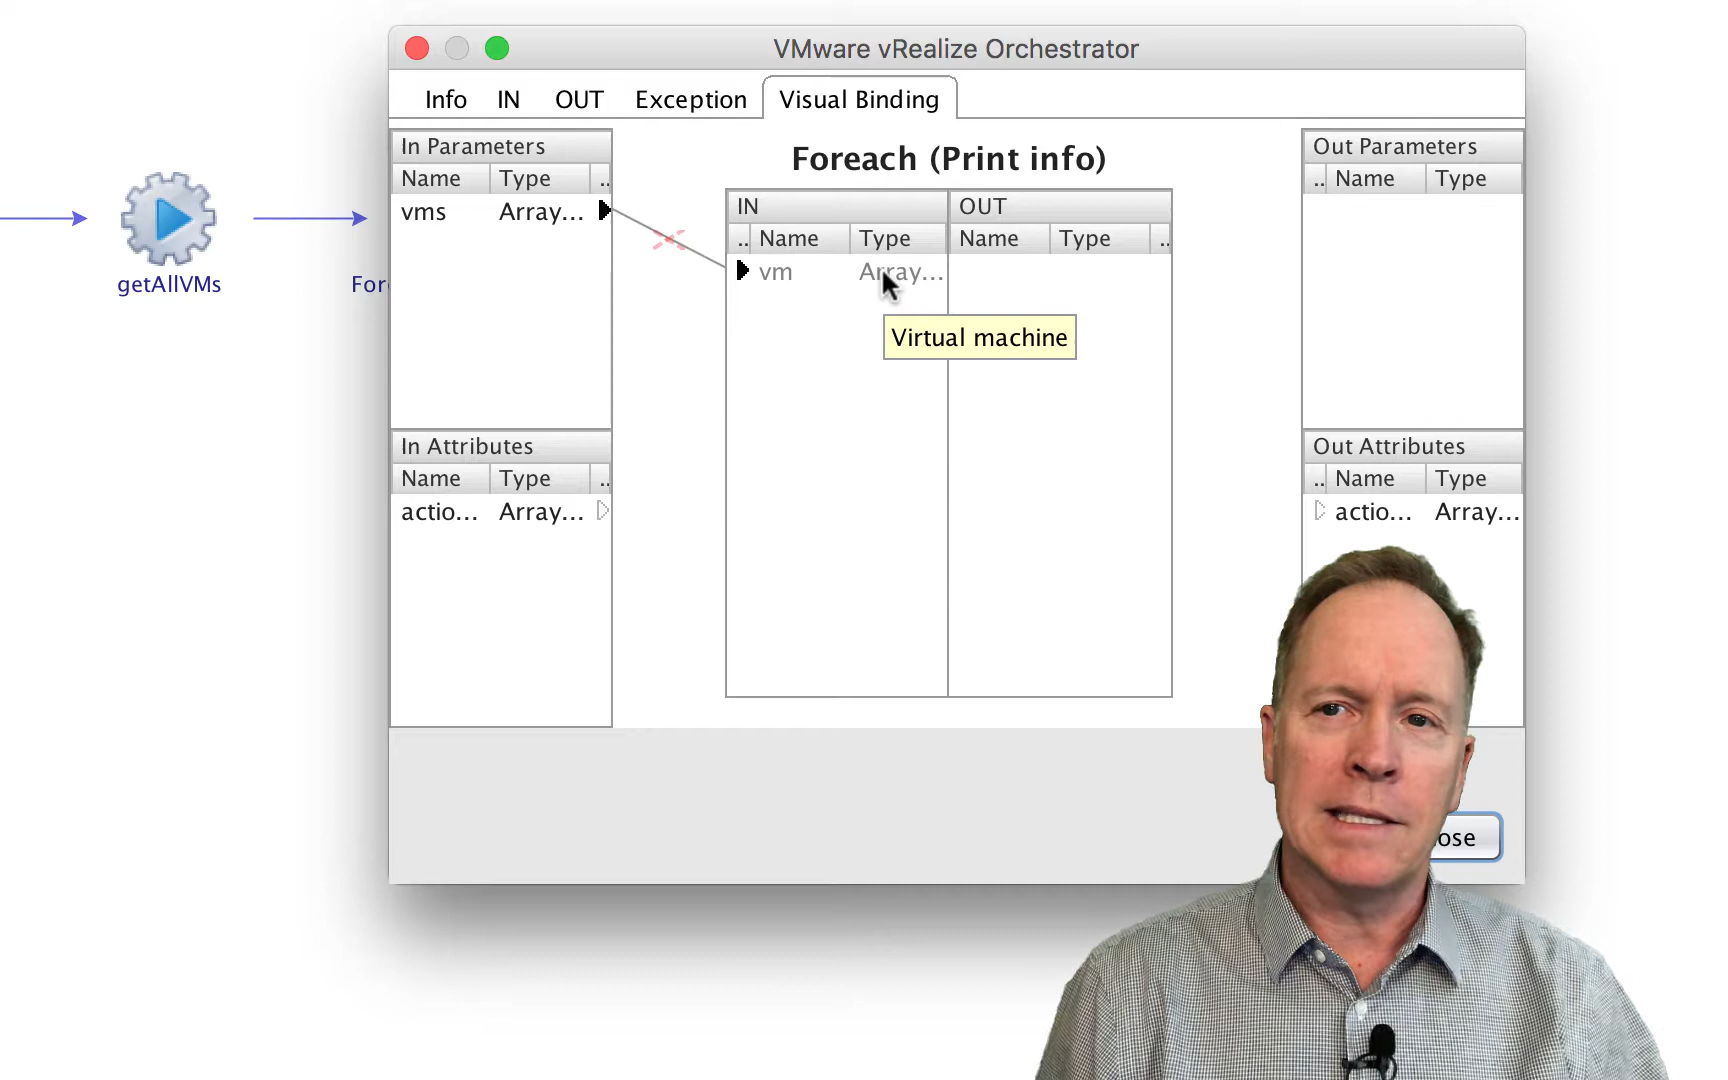 VMware vRealize Orchestrator
Info IN OUT Exception Visual Binding
In Parameters
Name Type ..
vms Array...
In Attributes
Name Type ..
actio... Array...
Foreach (Print info)
IN OUT
.. Name Type Name Type ..
vm Array...
Virtual machine
Out Parameters
.. Name Type
Out Attributes
.. Name Type
actio... Array...
getAllVMs